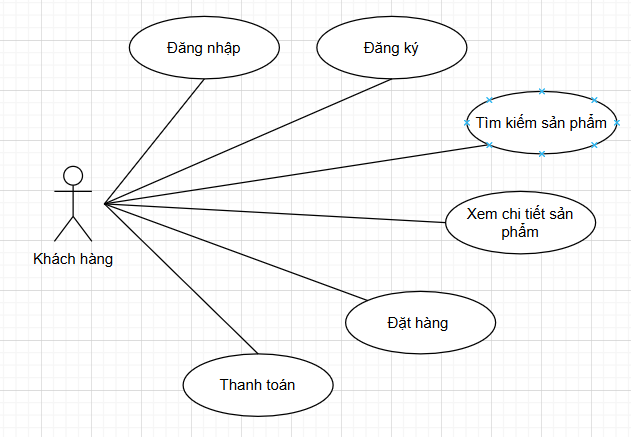 Đăng nhập
Đăng ký
Tìm kiếm sản phẩm
Xem chi tiết sản
phẩm
Khách hàng
Đặt hàng
Thanh toán